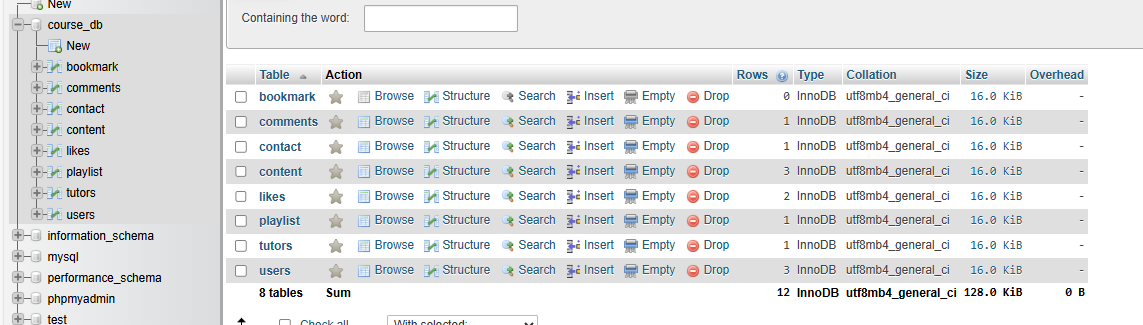 New
course_db
New
bookmark
comments
contact
content
likes
playlist
tutors
users
information_schema
mysql
performance_schema
phpmyadmin
test
Containing the word:
Table Action Rows Type Collation Size Overhead
bookmark Browse Structure Search Insert Empty Drop 0 InnoDB utf8mb4_general_ci 16.0 KiB -
comments Browse Structure Search Insert Empty Drop 1 InnoDB utf8mb4_general_ci 16.0 KiB -
contact Browse Structure Search Insert Empty Drop 1 InnoDB utf8mb4_general_ci 16.0 KiB -
content Browse Structure Search Insert Empty Drop 3 InnoDB utf8mb4_general_ci 16.0 KiB -
likes Browse Structure Search Insert Empty Drop 2 InnoDB utf8mb4_general_ci 16.0 KiB -
playlist Browse Structure Search Insert Empty Drop 1 InnoDB utf8mb4_general_ci 16.0 KiB -
tutors Browse Structure Search Insert Empty Drop 1 InnoDB utf8mb4_general_ci 16.0 KiB -
users Browse Structure Search Insert Empty Drop 3 InnoDB utf8mb4_general_ci 16.0 KiB -
8 tables Sum 12 InnoDB utf8mb4_general_ci 128.0 KiB 0 B
Check all With selected: